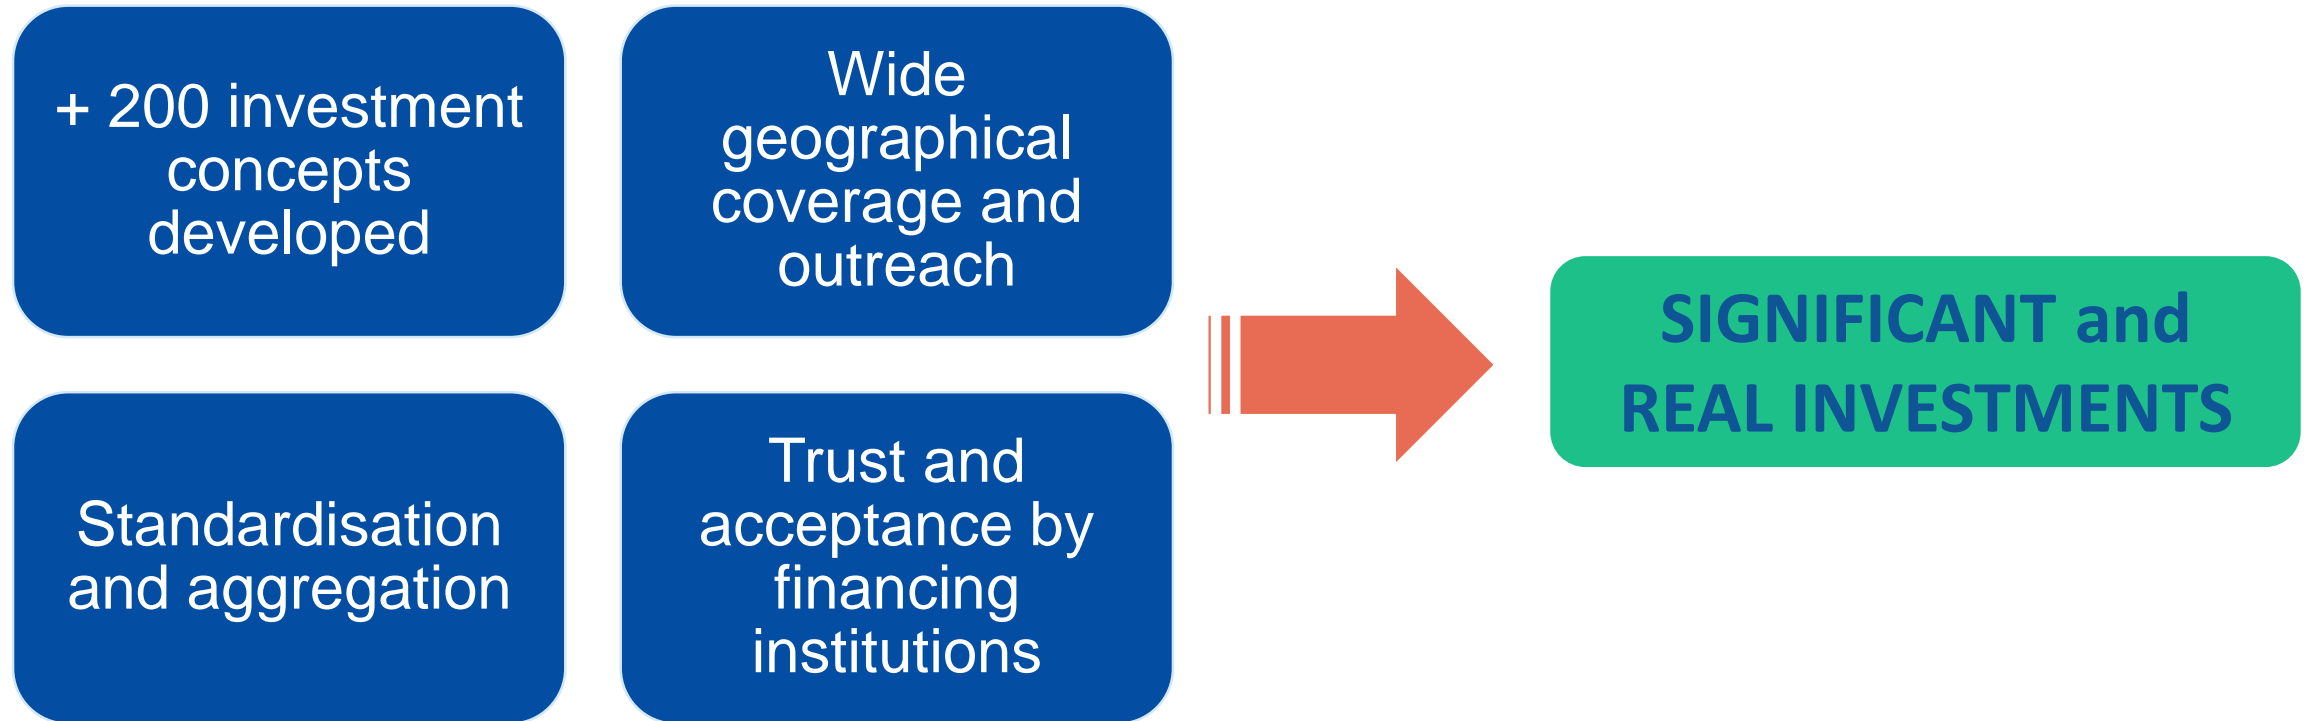 + 200 investment
concepts
developed
Wide
geographical
coverage and
outreach
Standardisation
and aggregation
Trust and
acceptance by
financing
institutions
SIGNIFICANT and
REAL INVESTMENTS